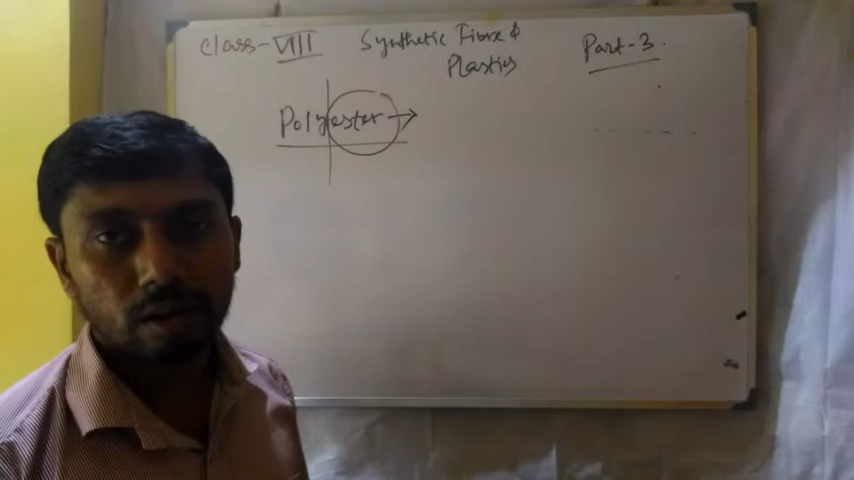 Class-VIII Synthetic Fibre & Part-3.
Plastics
Polyester →